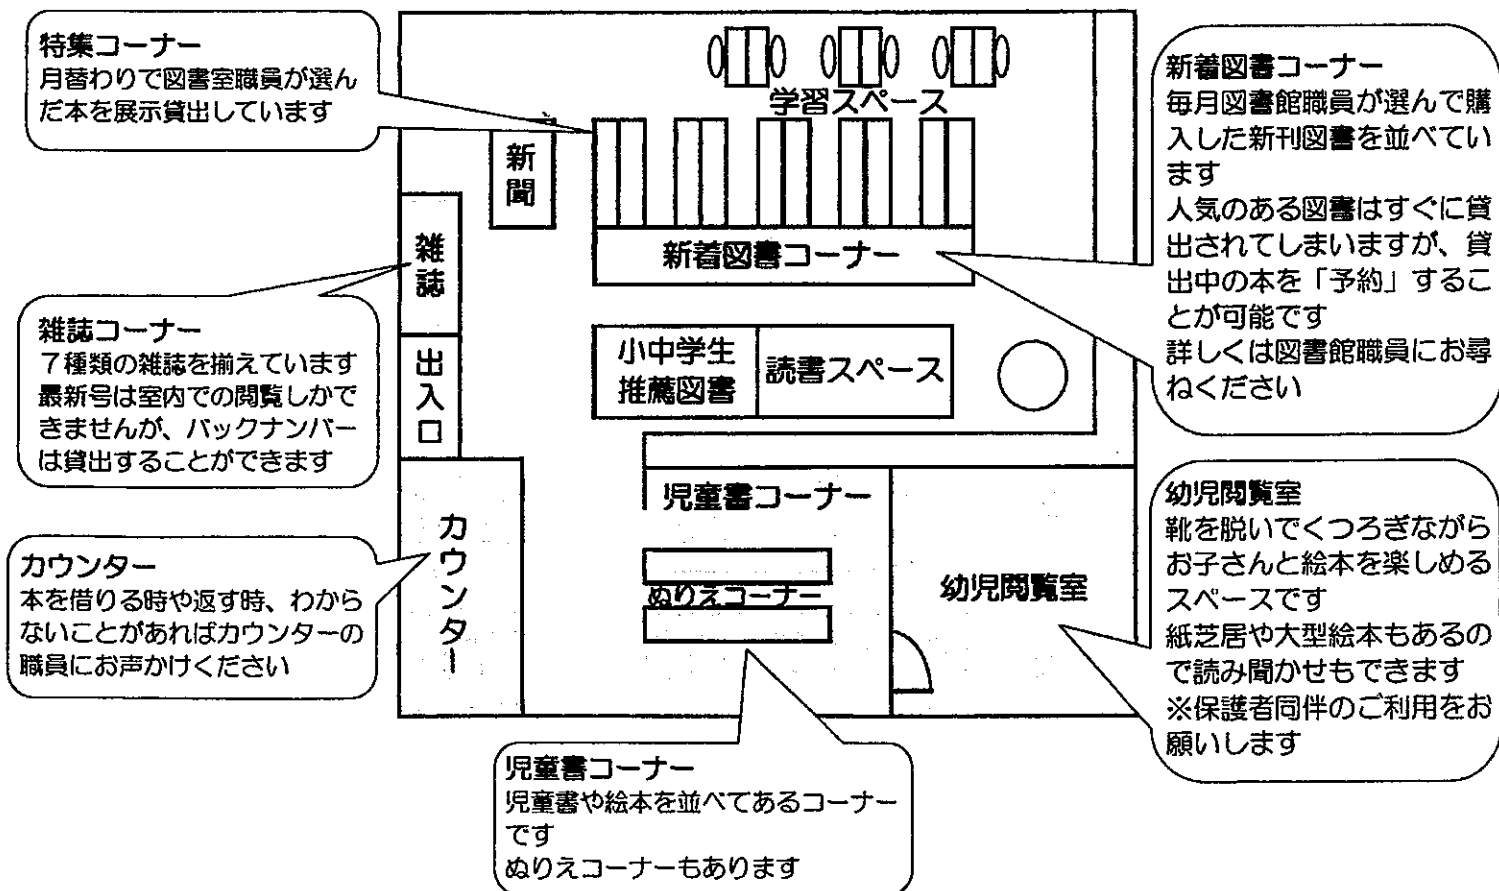 特集コーナー
月替わりで図書室職員が選ん
だ本を展示貸出しています
学習スペース
新聞
雑誌
新着図書コーナー
新着図書コーナー
毎月図書館職員が選んで購
入した新刊図書を並べてい
ます
人気のある図書はすぐに貸
出されてしまいますが、貸
出中の本を「予約」するこ
とが可能です
詳しくは図書館職員にお尋
ねください
雑誌コーナー
7種類の雑誌を揃えています
最新号は室内での閲覧しかで
きませんが、バックナンバー
は貸出することができます
出入口
小中学生
推薦図書
読書スペース
カウンター
本を借りる時や返す時、わから
ないことがあればカウンターの
職員にお声かけください
カウンター
児童書コーナー
ぬりえコーナー
幼児閲覧室
幼児閲覧室
靴を脱いでくつろぎながら
お子さんと絵本を楽しめる
スペースです
紙芝居や大型絵本もあるの
で読み聞かせもできます
※保護者同伴のご利用をお
願いします
児童書コーナー
児童書や絵本を並べてあるコーナー
です
ぬりえコーナーもあります